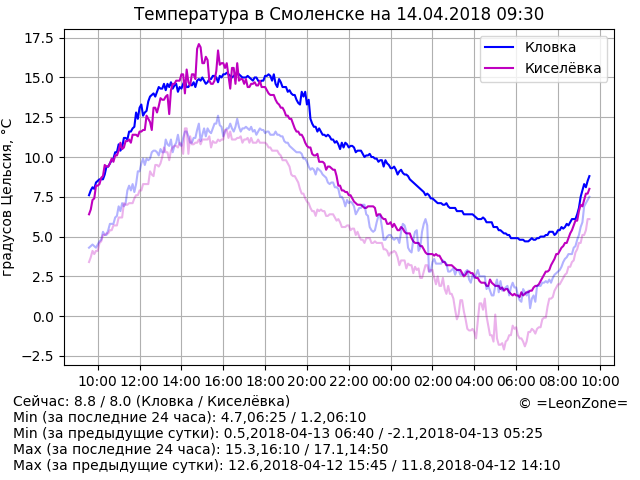 Температура в Смоленске на 14.04.2018 09:30
градусов Цельсия, °C
17.5
15.0
12.5
10.0
7.5
5.0
2.5
0.0
−2.5
Кловка
Киселёвка
10:00 12:00 14:00 16:00 18:00 20:00 22:00 00:00 02:00 04:00 06:00 08:00 10:00
Сейчас: 8.8 / 8.0 (Кловка / Киселёвка)
© =LeonZone=
Min (за последние 24 часа): 4.7,06:25 / 1.2,06:10
Min (за предыдущие сутки): 0.5,2018-04-13 06:40 / -2.1,2018-04-13 05:25
Max (за последние 24 часа): 15.3,16:10 / 17.1,14:50
Max (за предыдущие сутки): 12.6,2018-04-12 15:45 / 11.8,2018-04-12 14:10